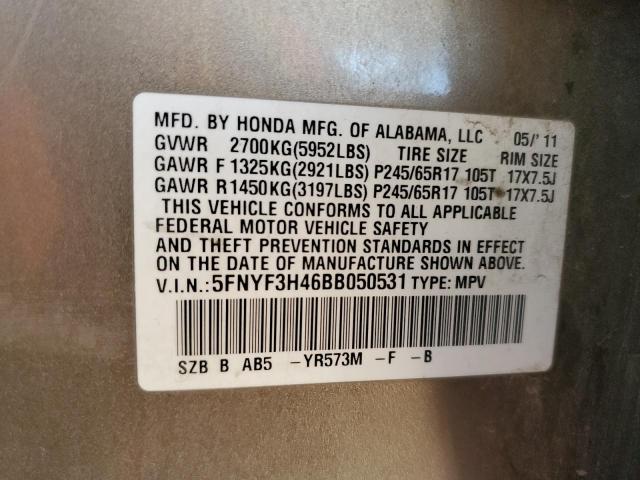 MFD. BY HONDA MFG. OF ALABAMA, LLC 05/'11
GVWR 2700KG(5952LBS) TIRE SIZE RIM SIZE
GAWR F 1325KG(2921LBS) P245/65R17 105T 17X7.5J
GAWR R1450KG(3197LBS) P245/65R17 105T 17X7.5J
THIS VEHICLE CONFORMS TO ALL APPLICABLE
FEDERAL MOTOR VEHICLE SAFETY
AND THEFT PREVENTION STANDARDS IN EFFECT
ON THE DATE OF MANUFACTURE SHOWN ABOVE.
V.I.N.:5FNYF3H46BB050531 TYPE: MPV
SZB B AB5 -YR573M -F -B